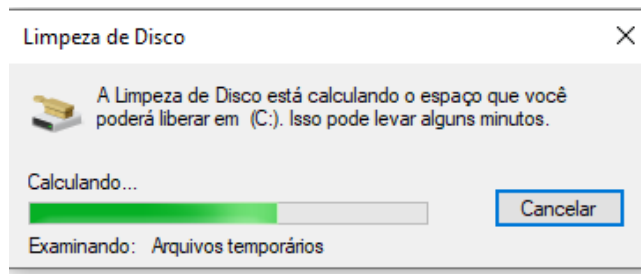 Limpeza de Disco
A Limpeza de Disco está calculando o espaço que você
poderá liberar em  (C:). Isso pode levar alguns minutos.
Calculando...
Cancelar
Examinando:   Arquivos temporários